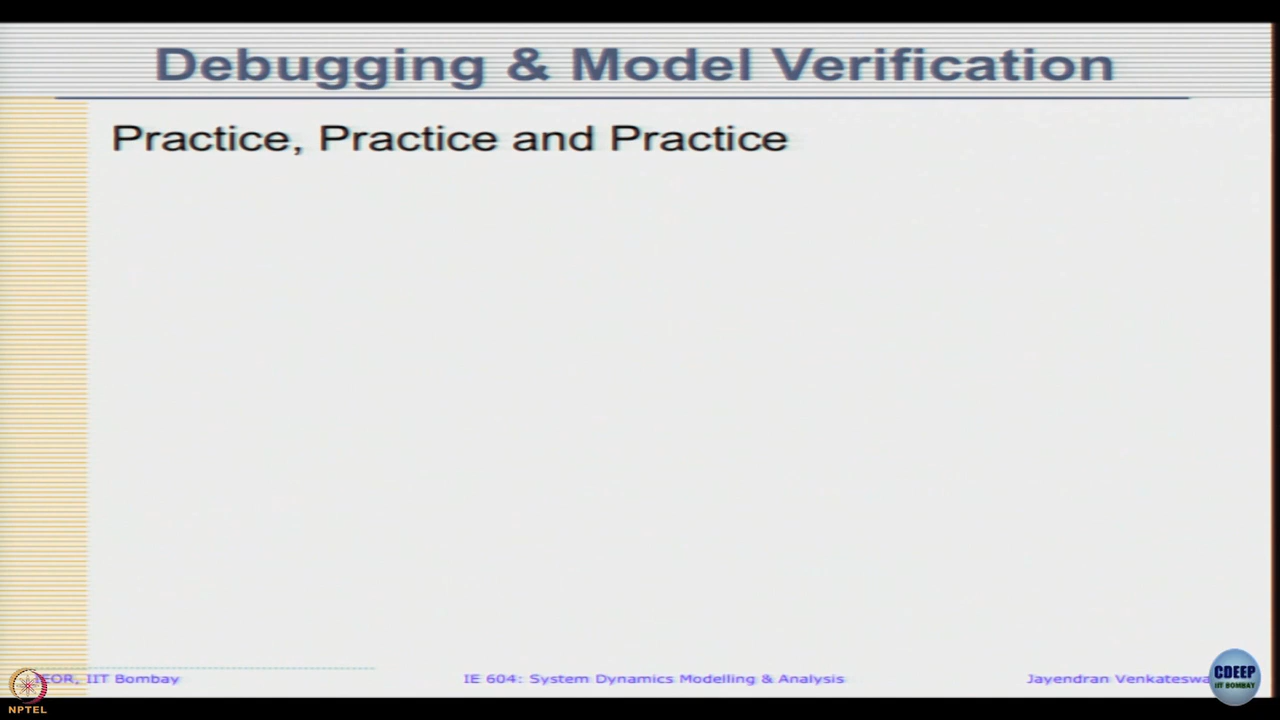 Debugging & Model Verification
Practice, Practice and Practice
IEOR, IIT Bombay
IE 604: System Dynamics Modelling & Analysis
Jayendran
CDEEP
IIT BOMBAY
NPTEL